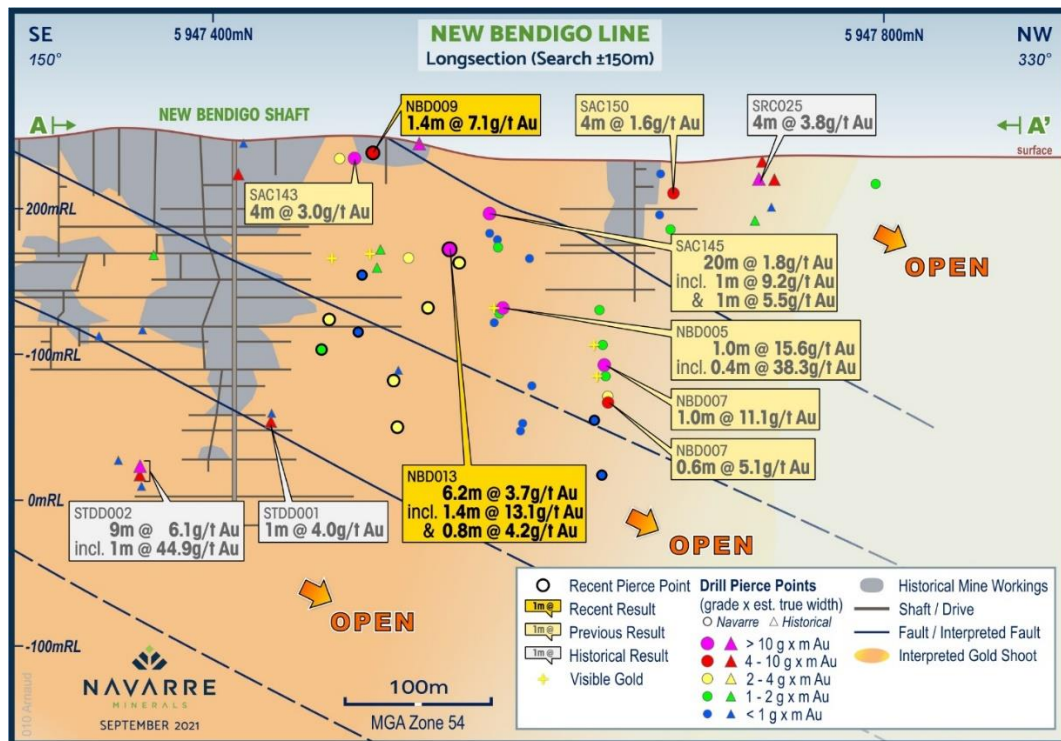 SE
150°
5 947 400mN
NEW BENDIGO LINE
Longsection (Search ±150m)
5 947 800mN
NW
330°
NEW BENDIGO SHAFT
A
A'
surface
NBD009
1.4m @ 7.1g/t Au
SAC150
4m @ 1.6g/t Au
SRC025
4m @ 3.8g/t Au
SAC143
4m @ 3.0g/t Au
200mRL
OPEN
SAC145
20m @ 1.8g/t Au
incl. 1m @ 9.2g/t Au
& 1m @ 5.5g/t Au
NBD005
1.0m @ 15.6g/t Au
incl. 0.4m @ 38.3g/t Au
-100mRL
NBD007
1.0m @ 11.1g/t Au
NBD007
0.6m @ 5.1g/t Au
NBD013
6.2m @ 3.7g/t Au
incl. 1.4m @ 13.1g/t Au
& 0.8m @ 4.2g/t Au
0mRL
STDD002
9m @ 6.1g/t Au
incl. 1m @ 44.9g/t Au
STDD001
1m @ 4.0g/t Au
OPEN
OPEN
-100mRL
NAVARRE
MINERALS
SEPTEMBER 2021
010 Arnaud
100m
MGA Zone 54
Recent Pierce Point
1m @ Recent Result
1m @ Previous Result
1m @ Historical Result
Visible Gold
Drill Pierce Points
(grade x est. true width)
Navarre Historical
> 10 g x m Au
4 - 10 g x m Au
2 - 4 g x m Au
1 - 2 g x m Au
< 1 g x m Au
Historical Mine Workings
Shaft / Drive
Fault / Interpreted Fault
Interpreted Gold Shoot